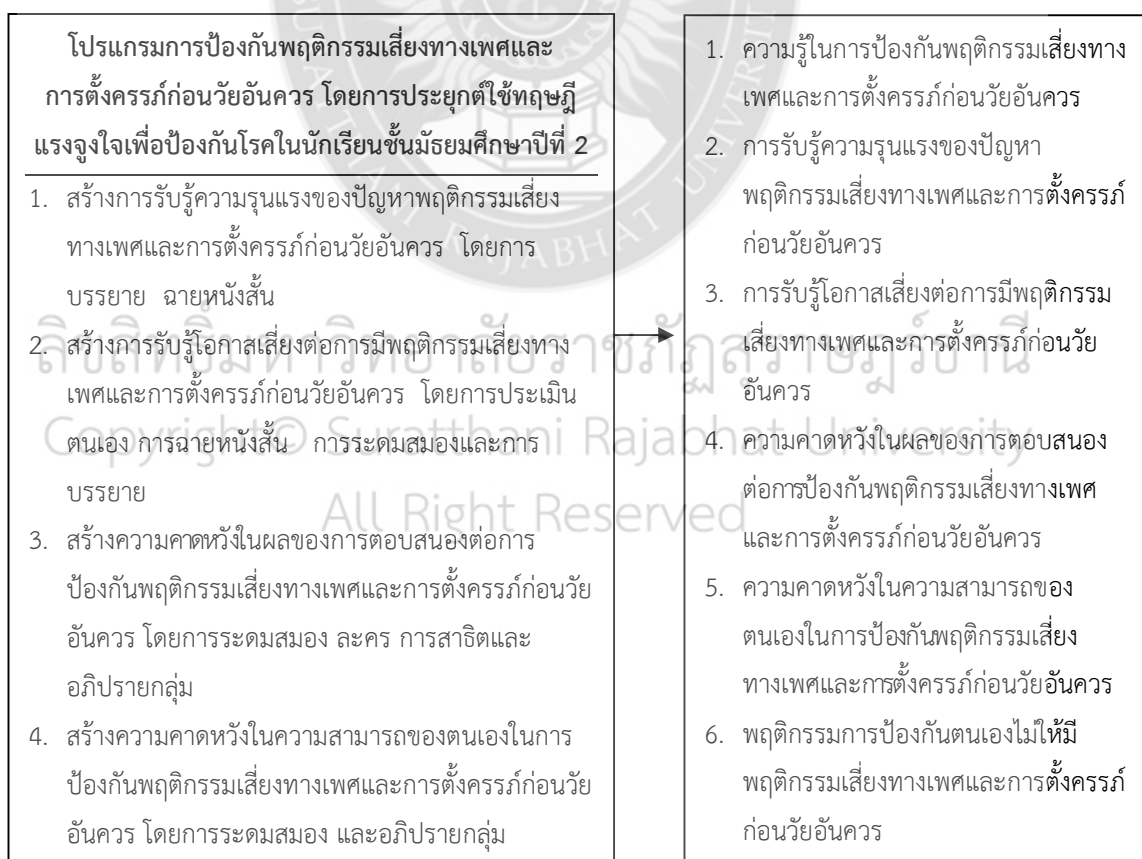 โปรแกรมการป้องกันพฤติกรรมเสี่ยงทางเพศและ
การตั้งครรภ์ก่อนวัยอันควร โดยการประยุกต์ใช้ทฤษฎี
แรงจูงใจเพื่อป้องกันโรคในนักเรียนชั้นมัธยมศึกษาปีที่ 2
1. สร้างการรับรู้ความรุนแรงของปัญหาพฤติกรรมเสี่ยง
ทางเพศและการตั้งครรภ์ก่อนวัยอันควร โดยการ
บรรยาย ฉายหนังสั้น
2. สร้างการรับรู้โอกาสเสี่ยงต่อการมีพฤติกรรมเสี่ยงทาง
เพศและการตั้งครรภ์ก่อนวัยอันควร โดยการประเมิน
ตนเอง การฉายหนังสั้น การระดมสมองและการ
บรรยาย
3. สร้างความคาดหวังในผลของการตอบสนองต่อการ
ป้องกันพฤติกรรมเสี่ยงทางเพศและการตั้งครรภ์ก่อนวัย
อันควร โดยการระดมสมอง ละคร การสาธิตและ
อภิปรายกลุ่ม
4. สร้างความคาดหวังในความสามารถของตนเองในการ
ป้องกันพฤติกรรมเสี่ยงทางเพศและการตั้งครรภ์ก่อนวัย
อันควร โดยการระดมสมอง และอภิปรายกลุ่ม
1. ความรู้ในการป้องกันพฤติกรรมเสี่ยงทาง
เพศและการตั้งครรภ์ก่อนวัยอันควร
2. การรับรู้ความรุนแรงของปัญหา
พฤติกรรมเสี่ยงทางเพศและการตั้งครรภ์
ก่อนวัยอันควร
3. การรับรู้โอกาสเสี่ยงต่อการมีพฤติกรรม
เสี่ยงทางเพศและการตั้งครรภ์ก่อนวัย
อันควร
4. ความคาดหวังในผลของการตอบสนอง
ต่อการป้องกันพฤติกรรมเสี่ยงทางเพศ
และการตั้งครรภ์ก่อนวัยอันควร
5. ความคาดหวังในความสามารถของ
ตนเองในการป้องกันพฤติกรรมเสี่ยง
ทางเพศและการตั้งครรภ์ก่อนวัยอันควร
6. พฤติกรรมการป้องกันตนเองไม่ให้มี
พฤติกรรมเสี่ยงทางเพศและการตั้งครรภ์
ก่อนวัยอันควร
ลิขสิทธิ์มหาวิทยาลัยราชภัฏสุราษฎร์ธานี
Copyright© Suratthani Rajabhat University
All Right Reserved